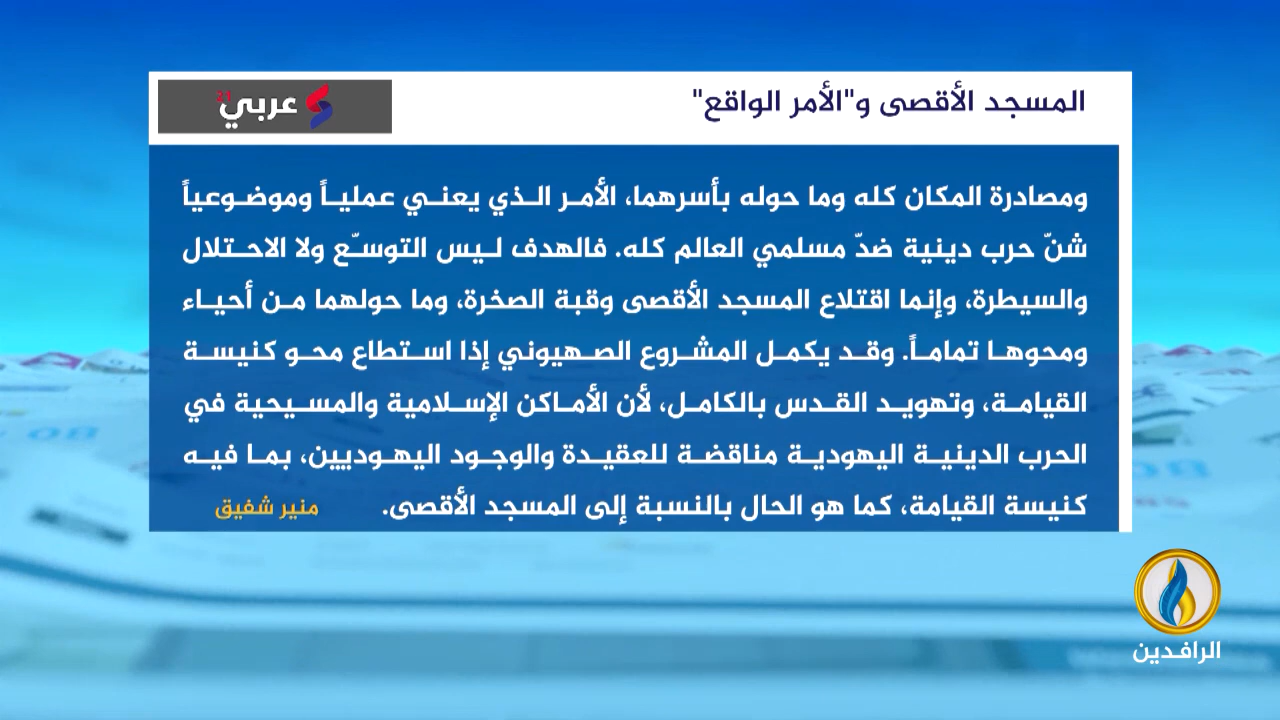 المسجد الأقصى و"الأمر الواقع"
عربي21
ومصادرة المكان كله وما حوله بأسرهما، الأمر الذي يعني عملياً وموضوعياً
شنّ حرب دينية ضدّ مسلمي العالم كله. فالهدف ليس التوسّع ولا الاحتلال
والسيطرة، وإنما اقتلاع المسجد الأقصى وقبة الصخرة، وما حولهما من أحياء
ومحوها تماماً. وقد يكمل المشروع الصهيوني إذا استطاع محو كنيسة
القيامة، وتهويد القدس بالكامل، لأن الأماكن الإسلامية والمسيحية في
الحرب الدينية اليهودية مناقضة للعقيدة والوجود اليهوديين، بما فيه
كنيسة القيامة، كما هو الحال بالنسبة إلى المسجد الأقصى.
منير شفيق
الرافدين